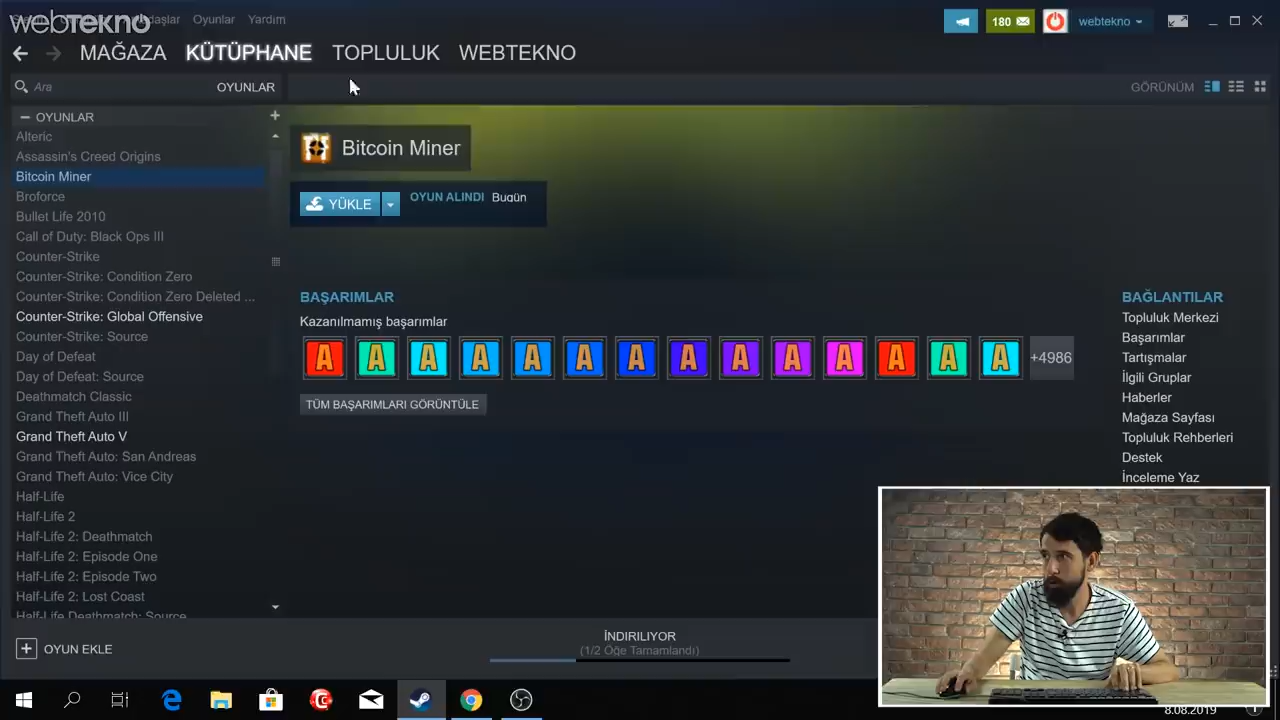 webtekno
Oyunlar Yardım
180
webtekno
MAĞAZA KÜTÜPHANE TOPLULUK WEBTEKNO
Ara OYUNLAR
GÖRÜNÜM
OYUNLAR
Alteric
Assassin's Creed Origins
Bitcoin Miner
Broforce
Bullet Life 2010
Call of Duty: Black Ops III
Counter-Strike
Counter-Strike: Condition Zero
Counter-Strike: Condition Zero Deleted ...
Counter-Strike: Global Offensive
Counter-Strike: Source
Day of Defeat
Day of Defeat: Source
Deathmatch Classic
Grand Theft Auto III
Grand Theft Auto V
Grand Theft Auto: San Andreas
Grand Theft Auto: Vice City
Half-Life
Half-Life 2
Half-Life 2: Deathmatch
Half-Life 2: Episode One
Half-Life 2: Episode Two
Half-Life 2: Lost Coast
Half-Life Deathmatch: Source
Bitcoin Miner
YÜKLE
OYUN ALINDI Bugün
BAŞARIMLAR
Kazanılmamış başarımlar
A A A A A A A A A A A A A A +4986
TÜM BAŞARIMLARI GÖRÜNTÜLE
BAĞLANTILAR
Topluluk Merkezi
Başarımlar
Tartışmalar
İlgili Gruplar
Haberler
Mağaza Sayfası
Topluluk Rehberleri
Destek
İnceleme Yaz
OYUN EKLE
İNDIRILIYOR
(1/2 Öğe Tamamlandı)
8.08.2019